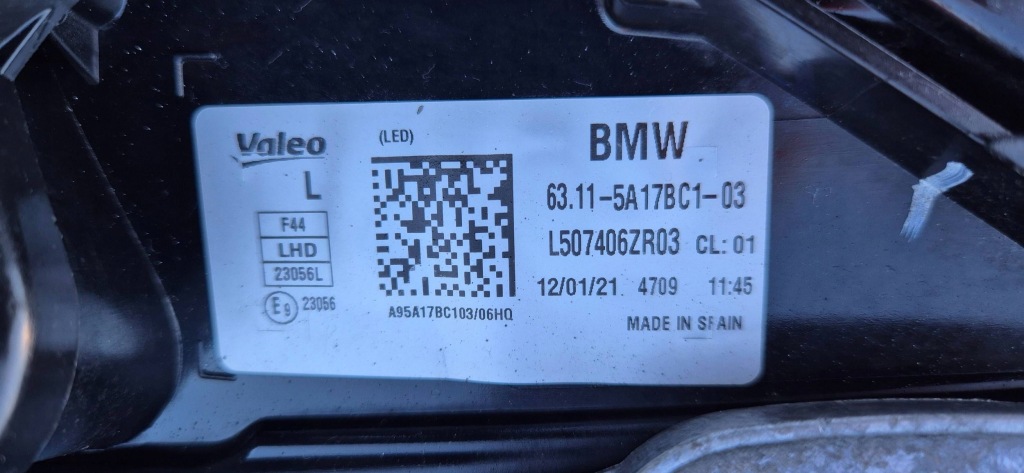 Valeo
(LED)
L
F44
LHD
23056L
E9 23056
A95A17BC103/06HQ
BMW
63.11-5A17BC1-03
L507406ZR03 CL: 01
12/01/21 4709 11:45
MADE IN SPAIN